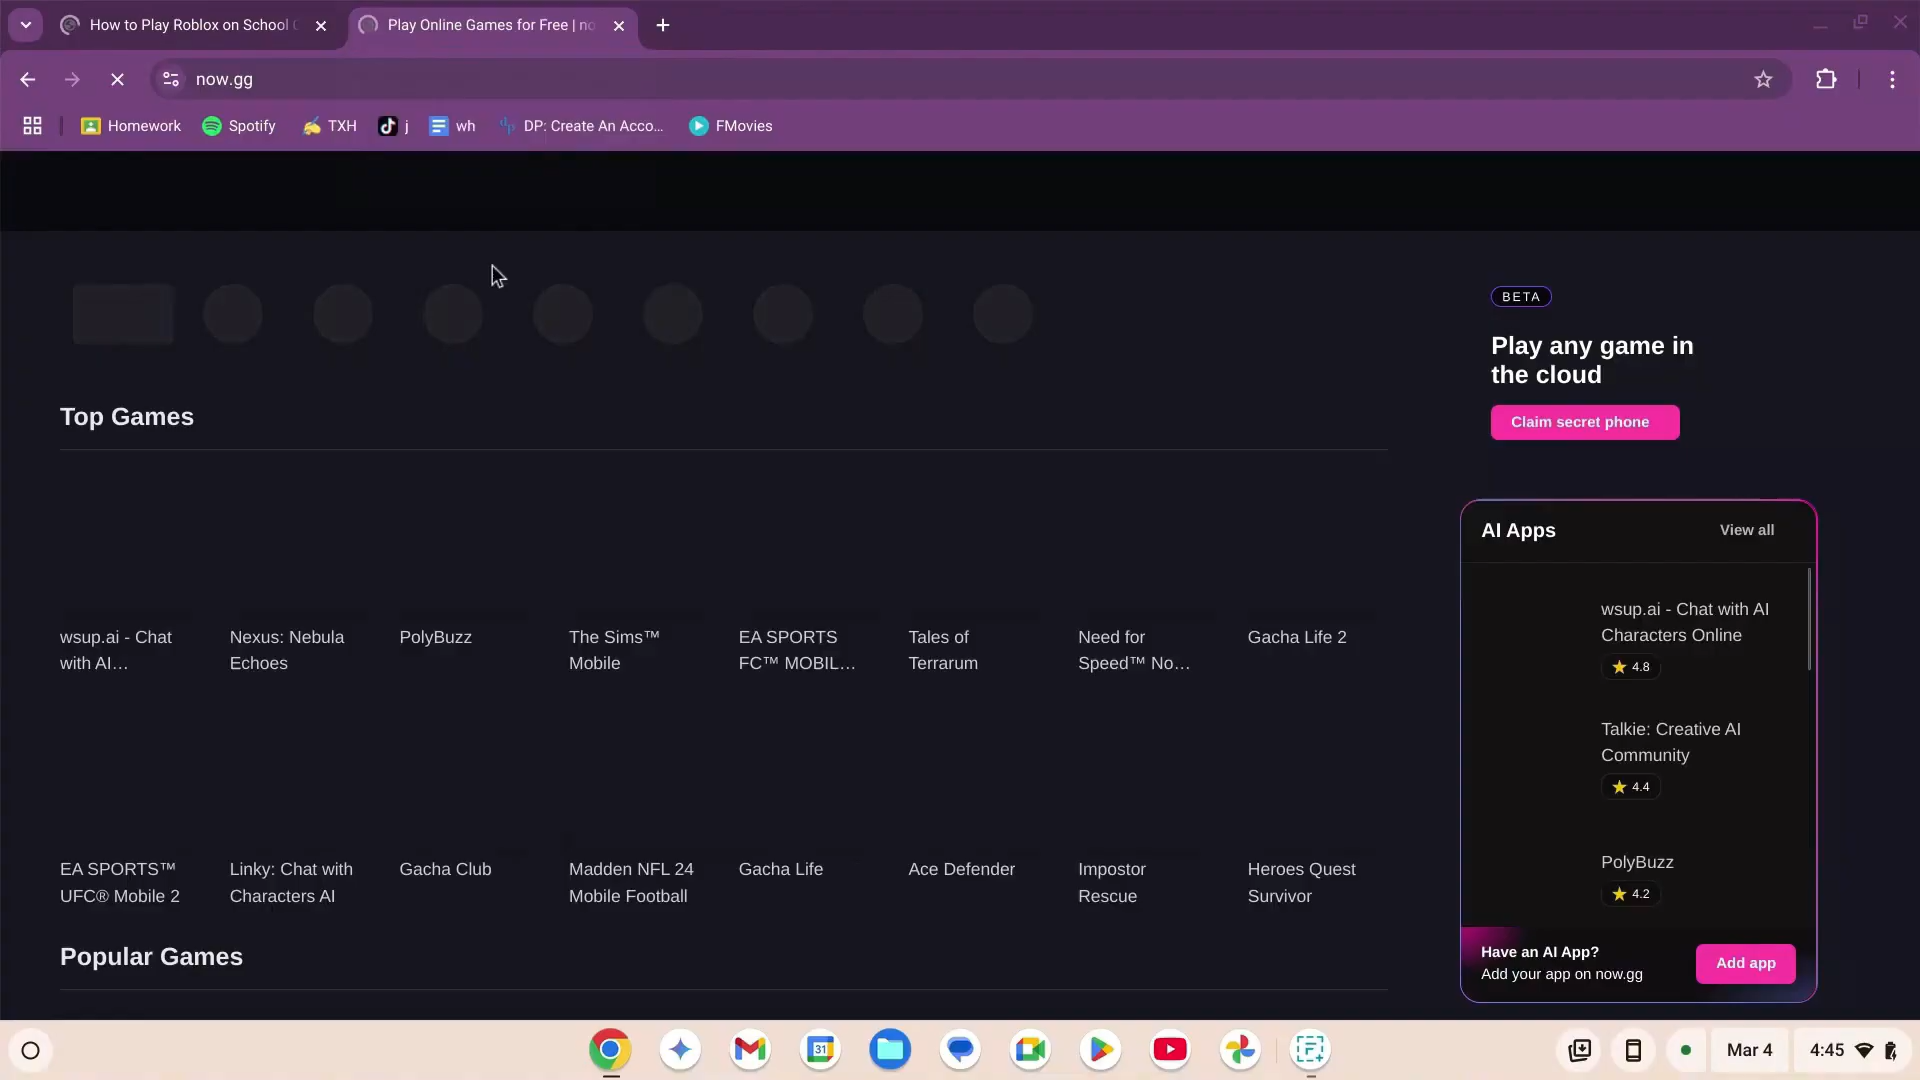 How to Play Roblox on School
Play Online Games for Free | no
now.gg
Homework
Spotify
TXH
j
wh
DP: Create An Acco...
FMovies
BETA
Play any game in
the cloud
Claim secret phone
Top Games
wsup.ai - Chat
with AI...
Nexus: Nebula
Echoes
PolyBuzz
The Sims™
Mobile
EA SPORTS
FC™ MOBIL...
Tales of
Terrarum
Need for
Speed™ No...
Gacha Life 2
EA SPORTS™
UFC® Mobile 2
Linky: Chat with
Characters AI
Gacha Club
Madden NFL 24
Mobile Football
Gacha Life
Ace Defender
Impostor
Rescue
Heroes Quest
Survivor
Popular Games
AI Apps
View all
wsup.ai - Chat with AI
Characters Online
4.8
Talkie: Creative AI
Community
4.4
PolyBuzz
4.2
Have an AI App?
Add your app on now.gg
Add app
31
Mar 4
4:45